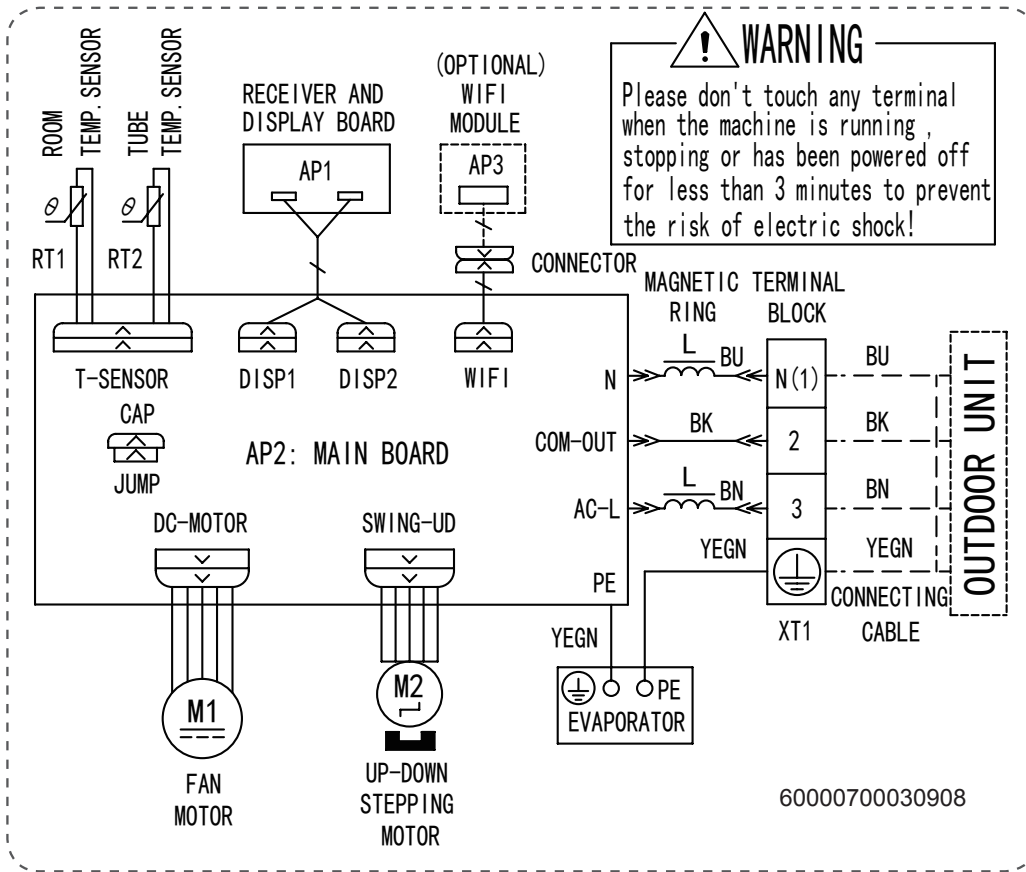 ROOM
TEMP. SENSOR
TUBE
TEMP. SENSOR
RECEIVER AND
DISPLAY BOARD
(OPTIONAL)
WIFI
MODULE
WARNING
Please don't touch any terminal
when the machine is running ,
stopping or has been powered off
for less than 3 minutes to prevent
the risk of electric shock!
AP1
AP3
θ
θ
RT1
RT2
CONNECTOR
MAGNETIC
RING
TERMINAL
BLOCK
T-SENSOR
DISP1
DISP2
WIFI
N
L
BU
N(1)
BU
CAP
JUMP
AP2: MAIN BOARD
COM-OUT
BK
2
BK
AC-L
L
BN
3
BN
OUTDOOR UNIT
DC-MOTOR
SWING-UD
PE
YEGN
YEGN
XT1
CONNECTING
CABLE
YEGN
PE
EVAPORATOR
M1
M2
FAN
MOTOR
UP-DOWN
STEPPING
MOTOR
60000700030908